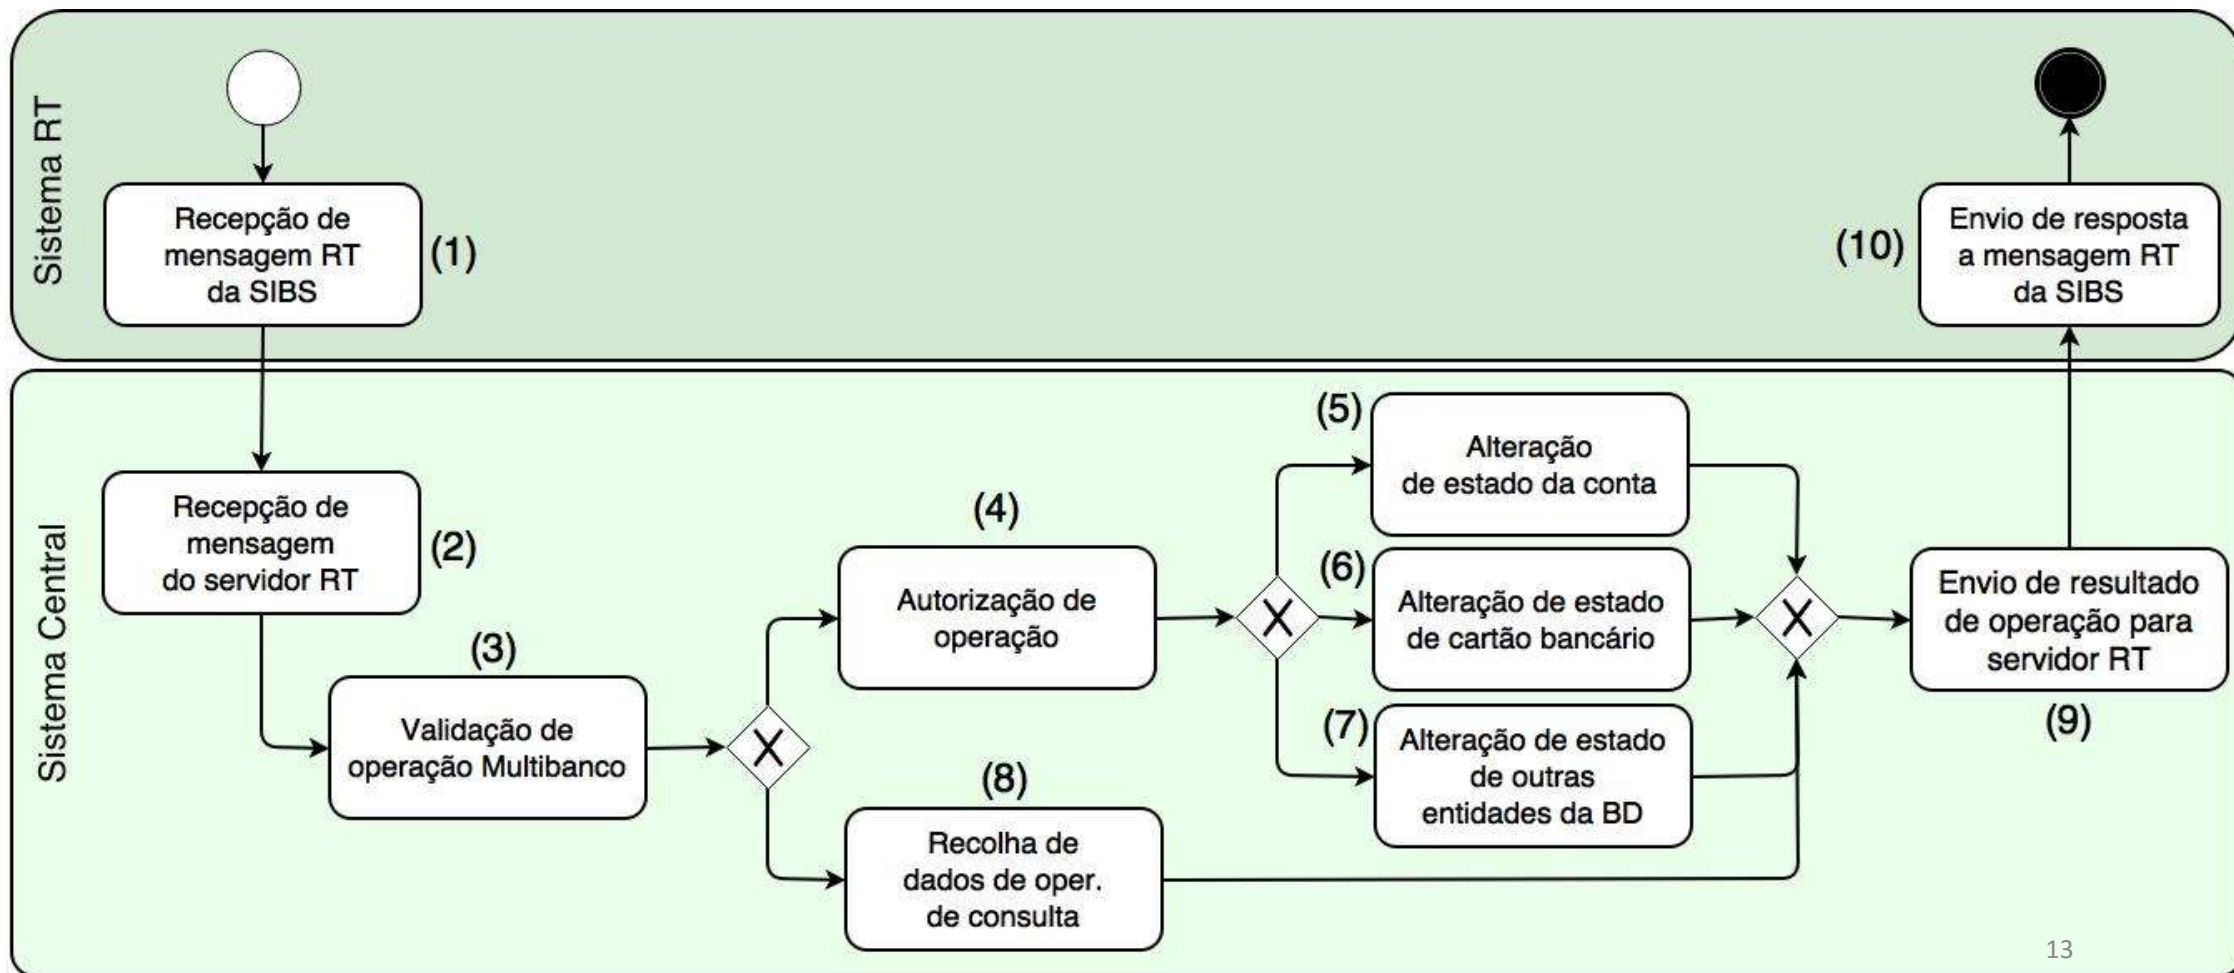 Sistema RT
Recepção de
mensagem RT
da SIBS
(1)
(10)
Envio de resposta
a mensagem RT
da SIBS
Sistema Central
Recepção de
mensagem
do servidor RT
(2)
(3)
Validação de
operação Multibanco
X
(4)
Autorização de
operação
(8)
Recolha de
dados de oper.
de consulta
X
(5)
Alteração
de estado da conta
(6)
Alteração de estado
de cartão bancário
(7)
Alteração de estado
de outras
entidades da BD
X
Envio de resultado
de operação para
servidor RT
(9)
13